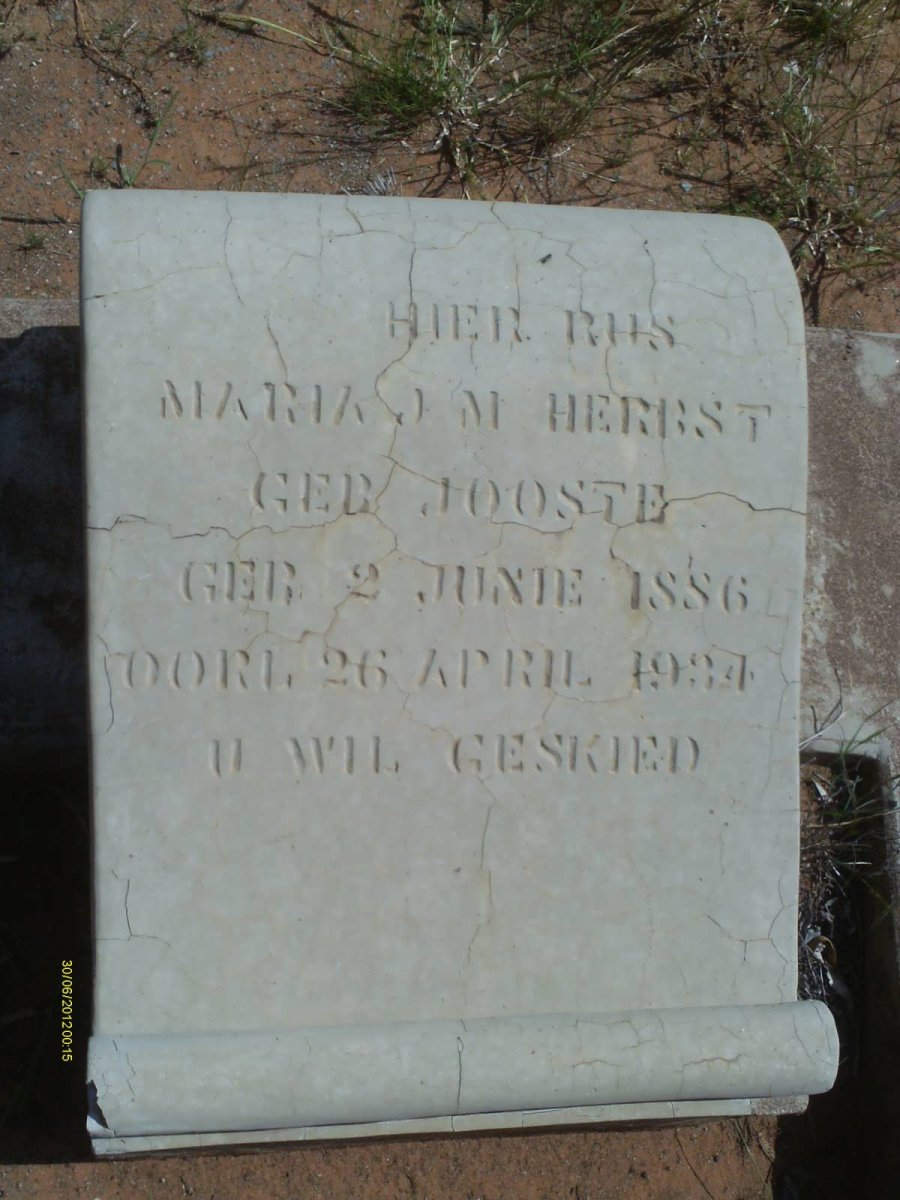 HIER RUS
MARIA J M HERBST
GEB JOOSTE
GEB 2 JUNIE 1886
OORL 26 APRIL 1934
U WIL GESKIED
30/06/2012 00:15